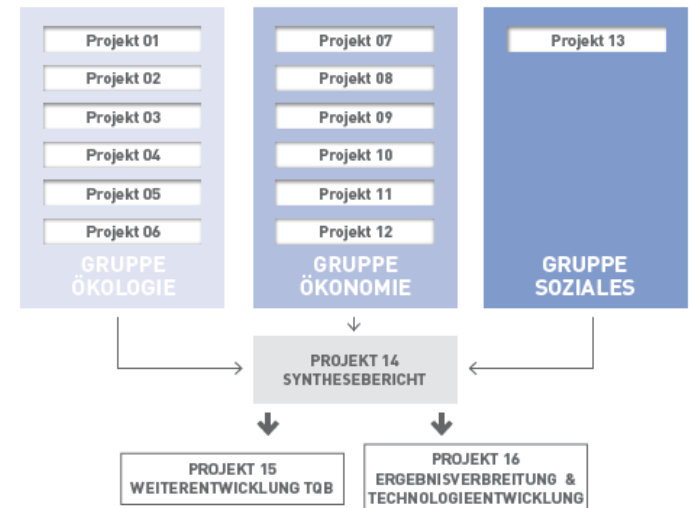 Projekt 01
Projekt 02
Projekt 03
Projekt 04
Projekt 05
Projekt 06
GRUPPE
ÖKOLOGIE
Projekt 07
Projekt 08
Projekt 09
Projekt 10
Projekt 11
Projekt 12
GRUPPE
ÖKONOMIE
Projekt 13
GRUPPE
SOZIALES
PROJEKT 14
SYNTHESEBERICHT
PROJEKT 15
WEITERENTWICKLUNG TQB
PROJEKT 16
ERGEBNISVERBREITUNG &
TECHNOLOGIEENTWICKLUNG